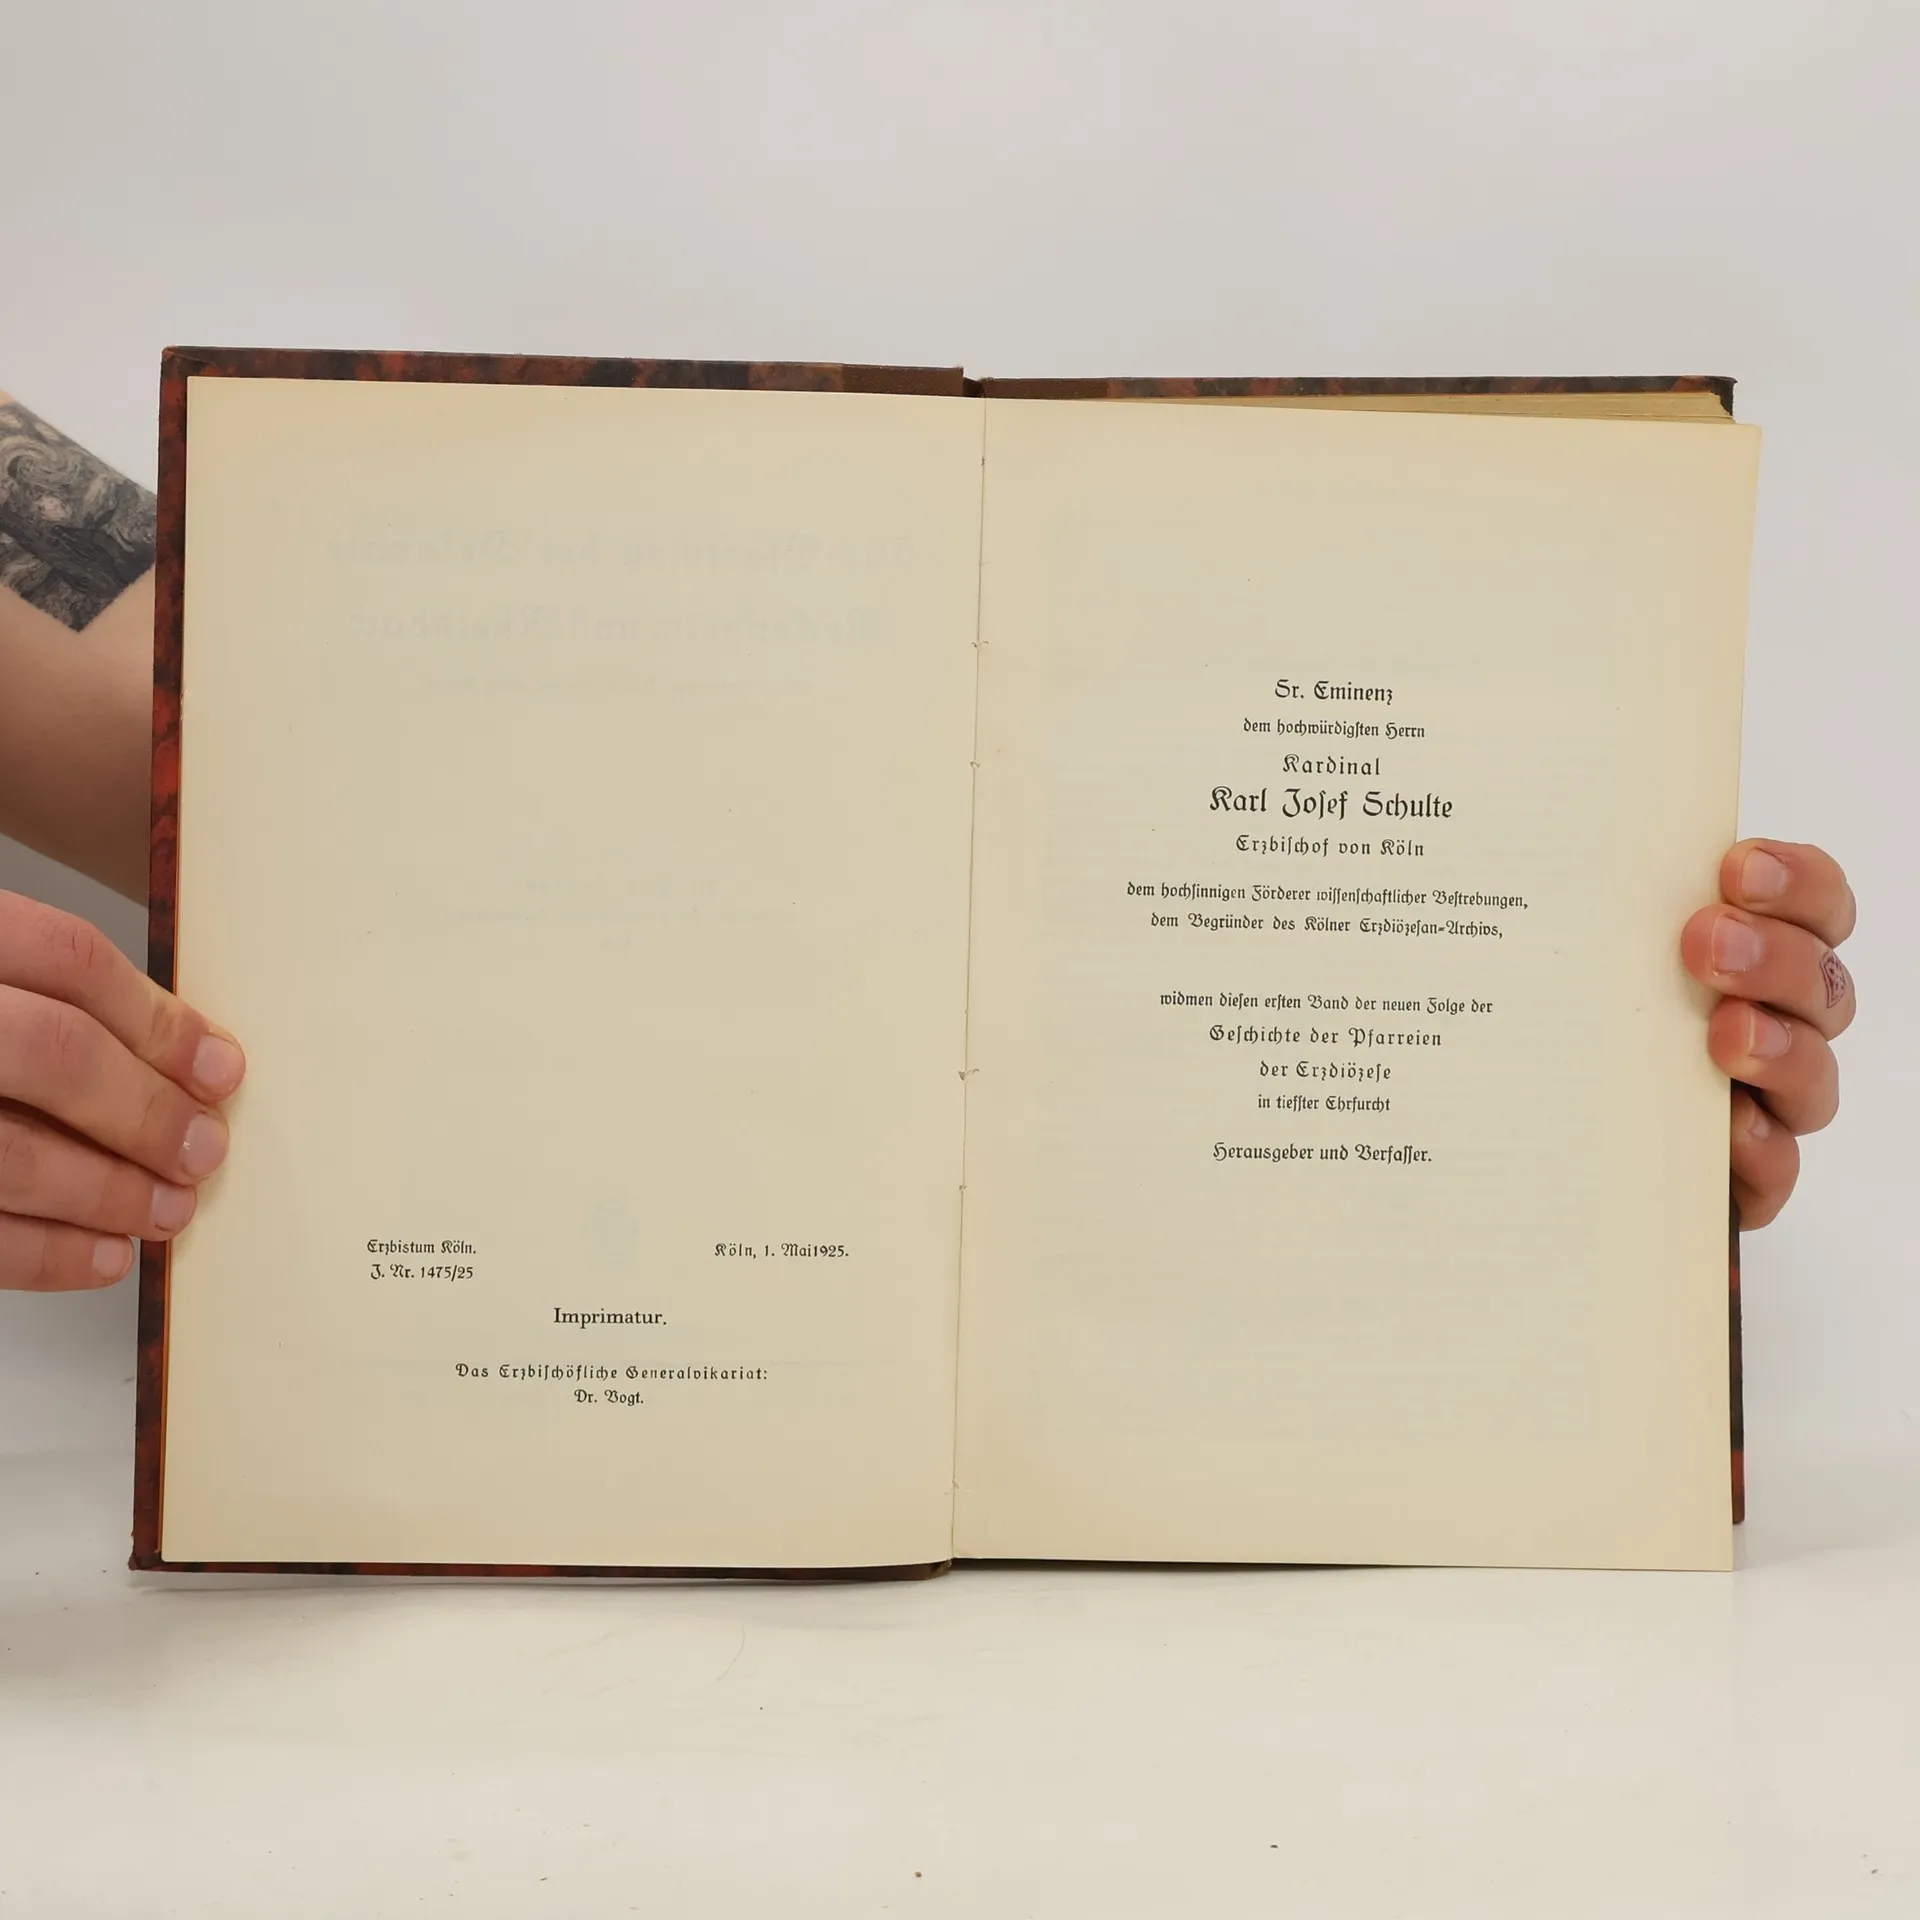 Erzbistum Köln.
J. Nr. 1475/25
Köln, 1. Mai1925.
Imprimatur.
Das Erzbiſchöfliche Generalvikariat:
Dr. Vogt.
Sr. Eminenz
dem hochwürdigſten Herrn
Kardinal
Karl Joſef Schulte
Erzbiſchof von Köln
dem hochſinnigen Förderer wiſſenſchaftlicher Beſtrebungen,
dem Begründer des Kölner Erzdiözeſan-Archivs,
widmen dieſen erſten Band der neuen Folge der
Geſchichte der Pfarreien
der Erzdiözeſe
in tiefſter Ehrfurcht
Herausgeber und Verfaſſer.